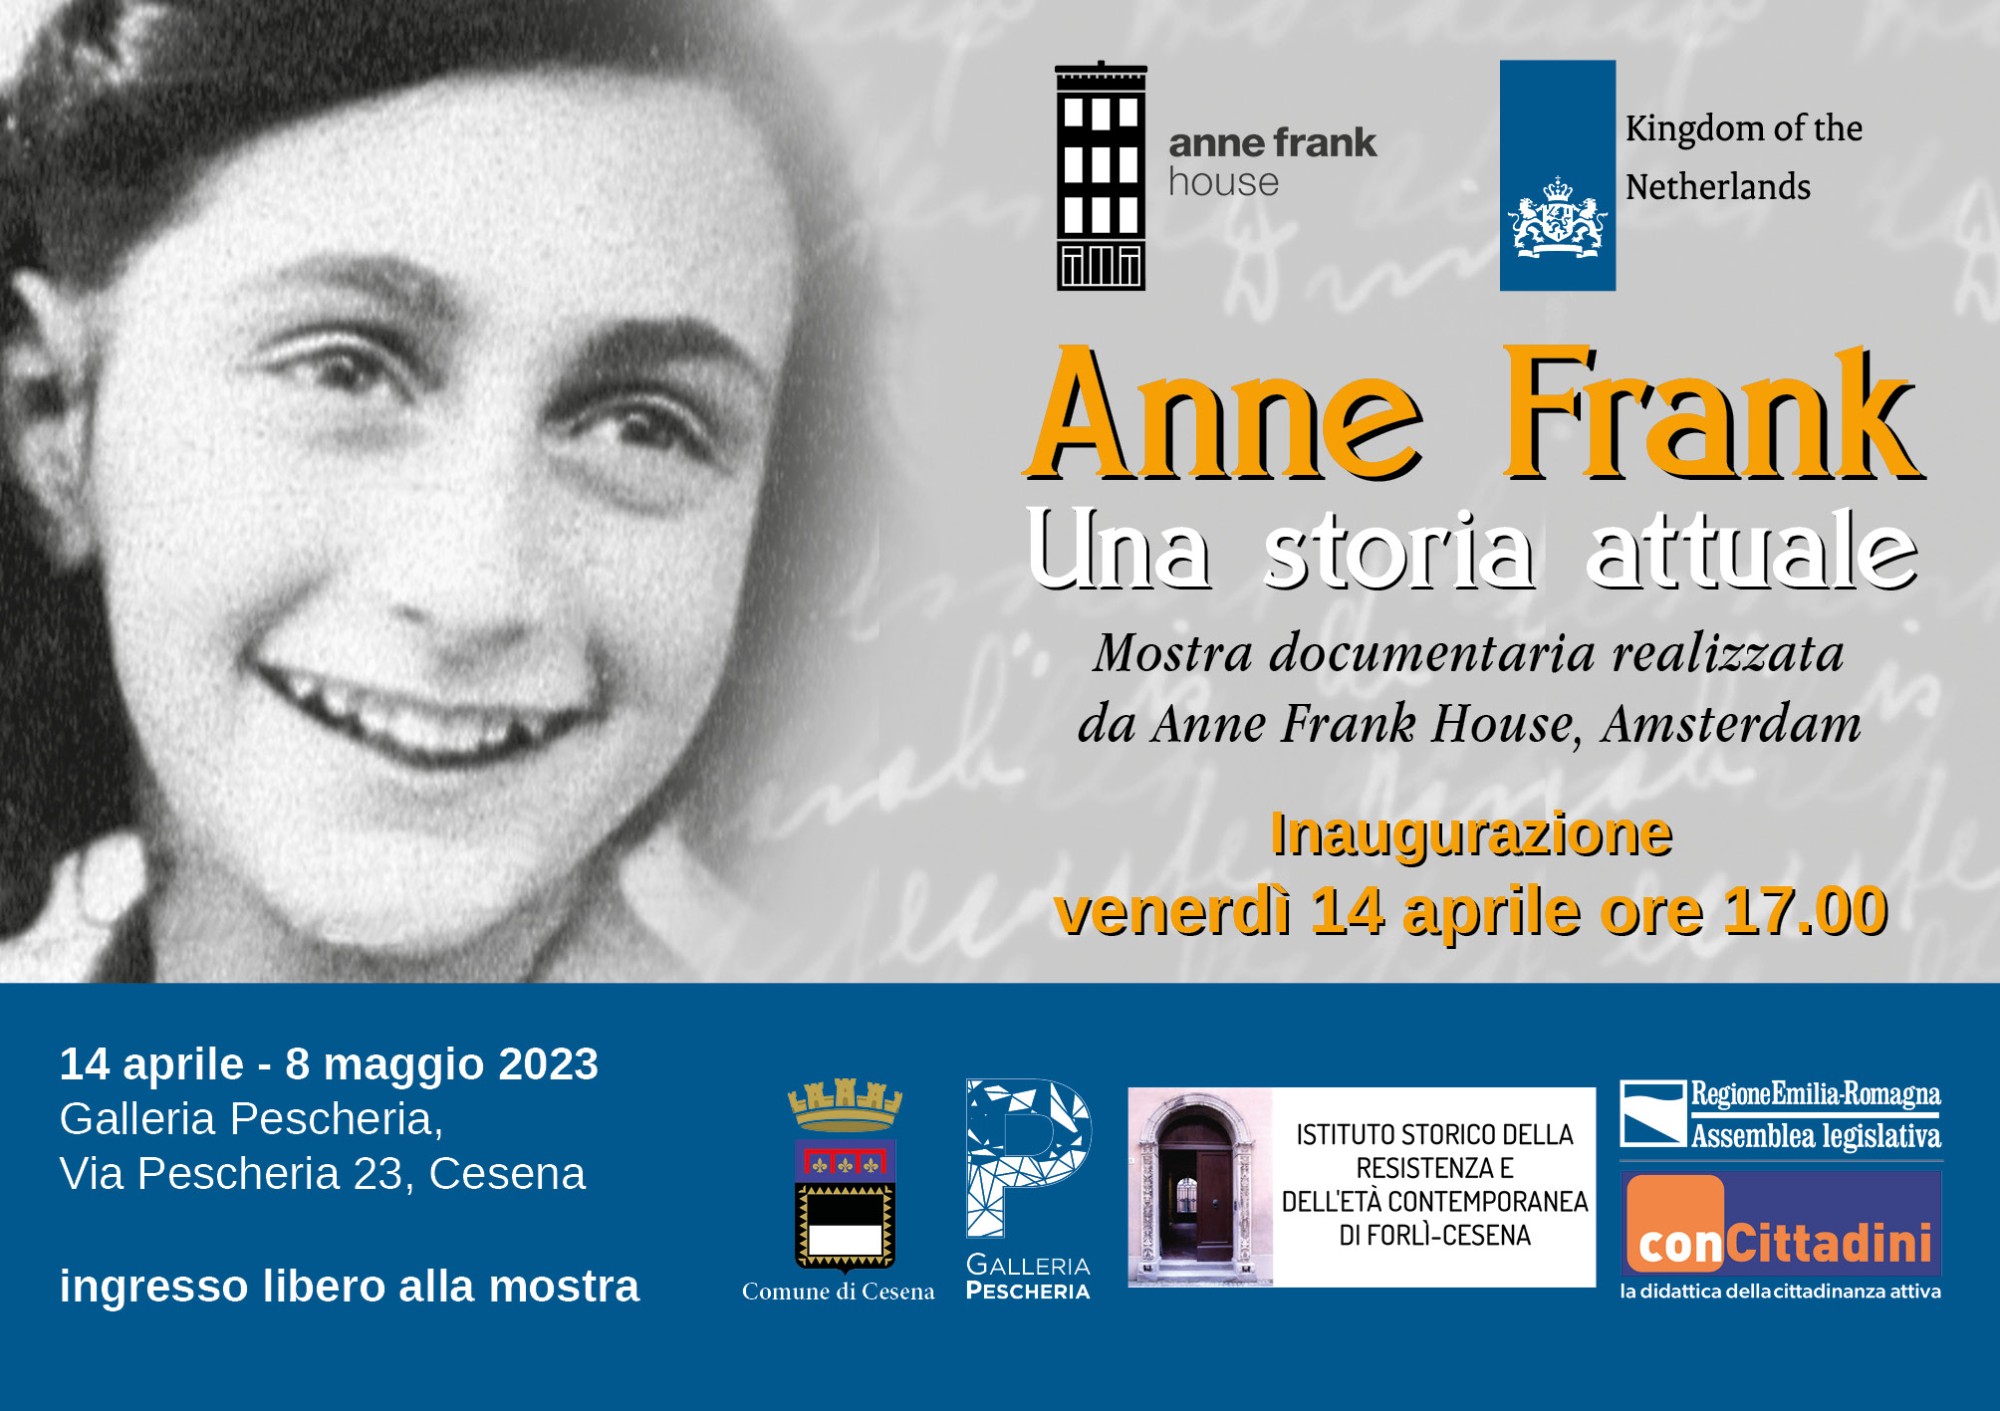 anne frank
house
Kingdom of the
Netherlands
Anne Frank
Una storia attuale
Mostra documentaria realizzata
da Anne Frank House, Amsterdam
Inaugurazione
venerdì 14 aprile ore 17.00
14 aprile - 8 maggio 2023
Galleria Pescheria,
Via Pescheria 23, Cesena
ingresso libero alla mostra
Comune di Cesena
GALLERIA
PESCHERIA
ISTITUTO STORICO DELLA
RESISTENZA E
DELL'ETÀ CONTEMPORANEA
DI FORLÌ-CESENA
RegioneEmilia-Romagna
Assemblea legislativa
conCittadini
la didattica della cittadinanza attiva